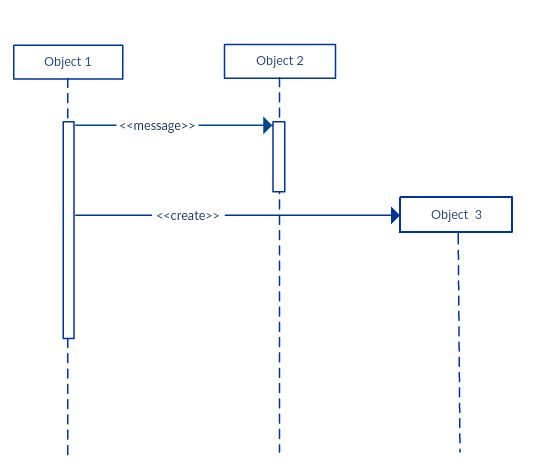 Object 1
Object 2
<<message>>
<<create>>
Object 3